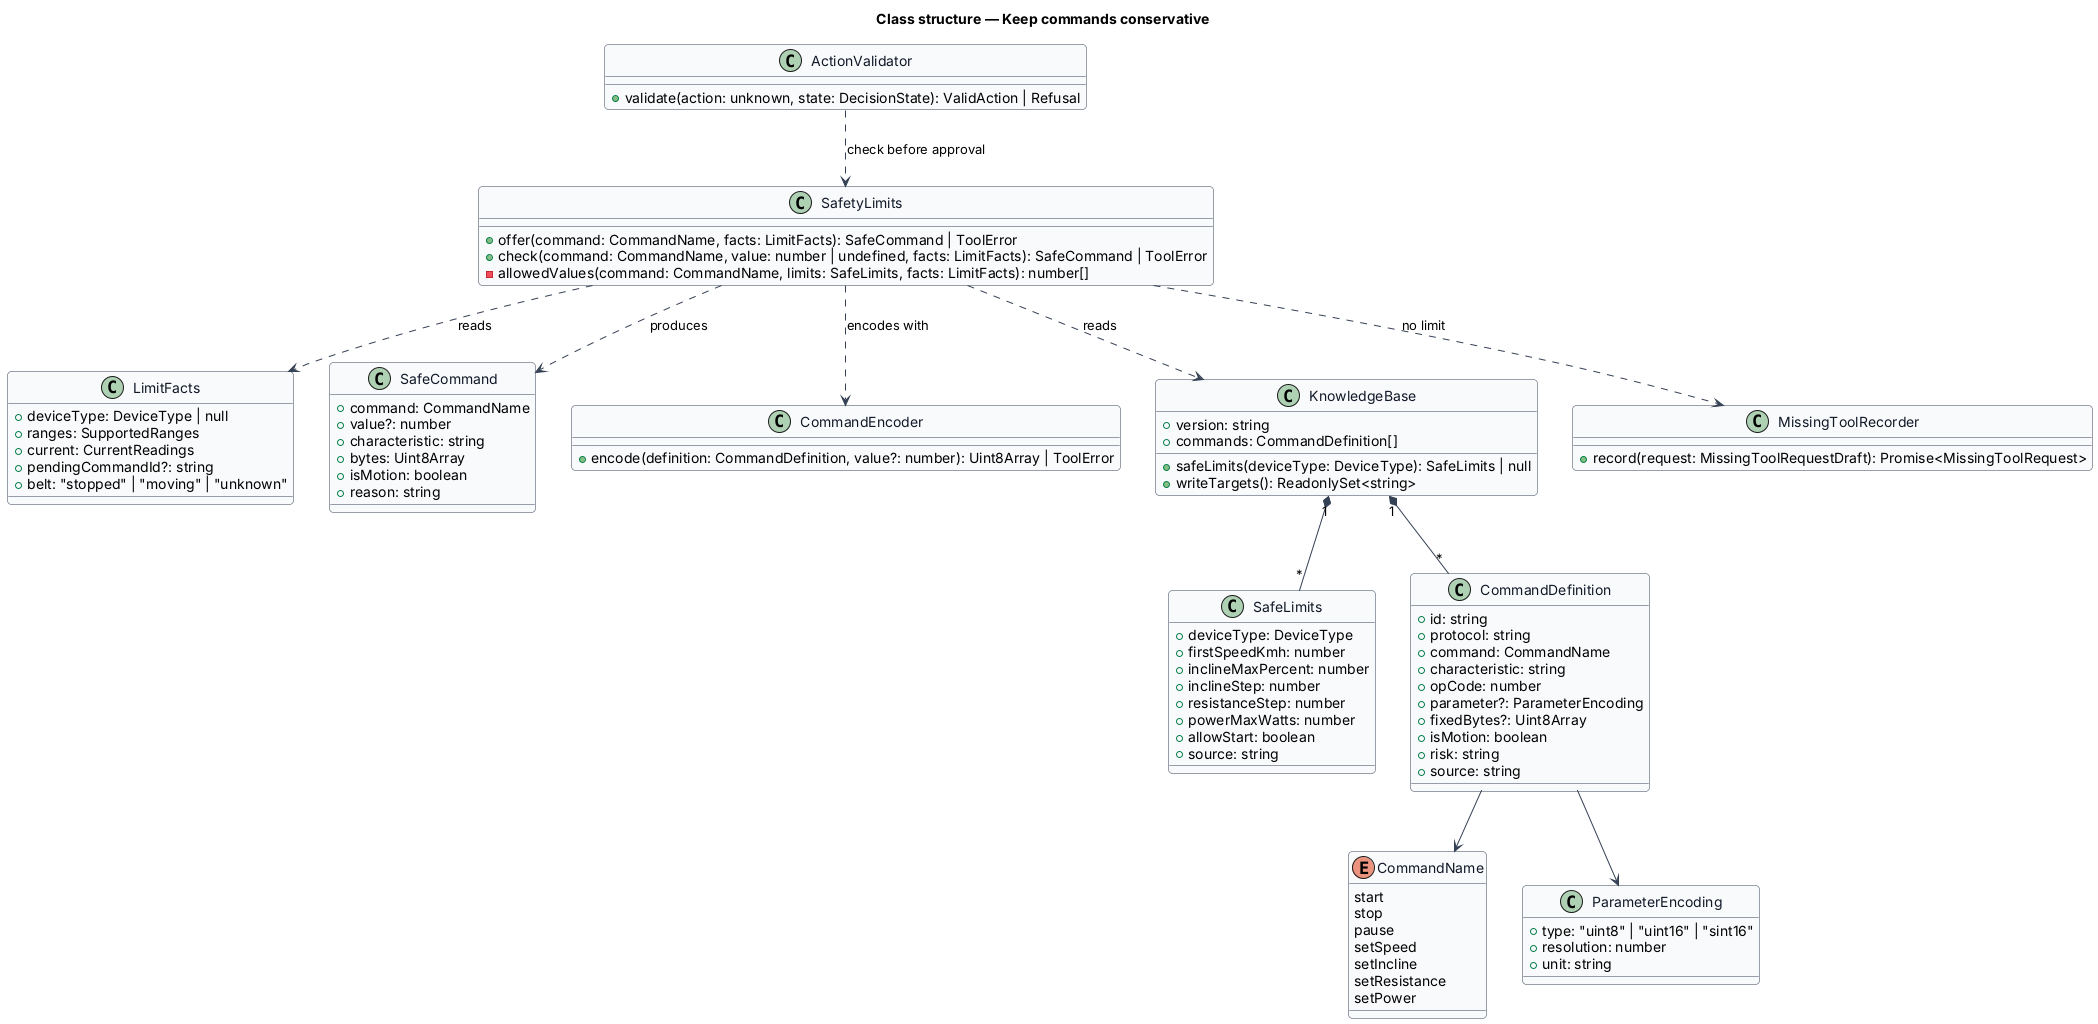 Class structure — Keep commands conservative
C ActionValidator
validate(action: unknown, state: DecisionState): ValidAction | Refusal
check before approval
C SafetyLimits
offer(command: CommandName, facts: LimitFacts): SafeCommand | ToolError
check(command: CommandName, value: number | undefined, facts: LimitFacts): SafeCommand | ToolError
allowedValues(command: CommandName, limits: SafeLimits, facts: LimitFacts): number[]
reads
produces
encodes with
reads
no limit
C LimitFacts
deviceType: DeviceType | null
ranges: SupportedRanges
current: CurrentReadings
pendingCommandId?: string
belt: "stopped" | "moving" | "unknown"
C SafeCommand
command: CommandName
value?: number
characteristic: string
bytes: Uint8Array
isMotion: boolean
reason: string
C CommandEncoder
encode(definition: CommandDefinition, value?: number): Uint8Array | ToolError
C KnowledgeBase
version: string
commands: CommandDefinition[]
safeLimits(deviceType: DeviceType): SafeLimits | null
writeTargets(): ReadonlySet<string>
C MissingToolRecorder
record(request: MissingToolRequestDraft): Promise<MissingToolRequest>
1
1
*
*
C SafeLimits
deviceType: DeviceType
firstSpeedKmh: number
inclineMaxPercent: number
inclineStep: number
resistanceStep: number
powerMaxWatts: number
allowStart: boolean
source: string
C CommandDefinition
id: string
protocol: string
command: CommandName
characteristic: string
opCode: number
parameter?: ParameterEncoding
fixedBytes?: Uint8Array
isMotion: boolean
risk: string
source: string
E CommandName
start
stop
pause
setSpeed
setIncline
setResistance
setPower
C ParameterEncoding
type: "uint8" | "uint16" | "sint16"
resolution: number
unit: string